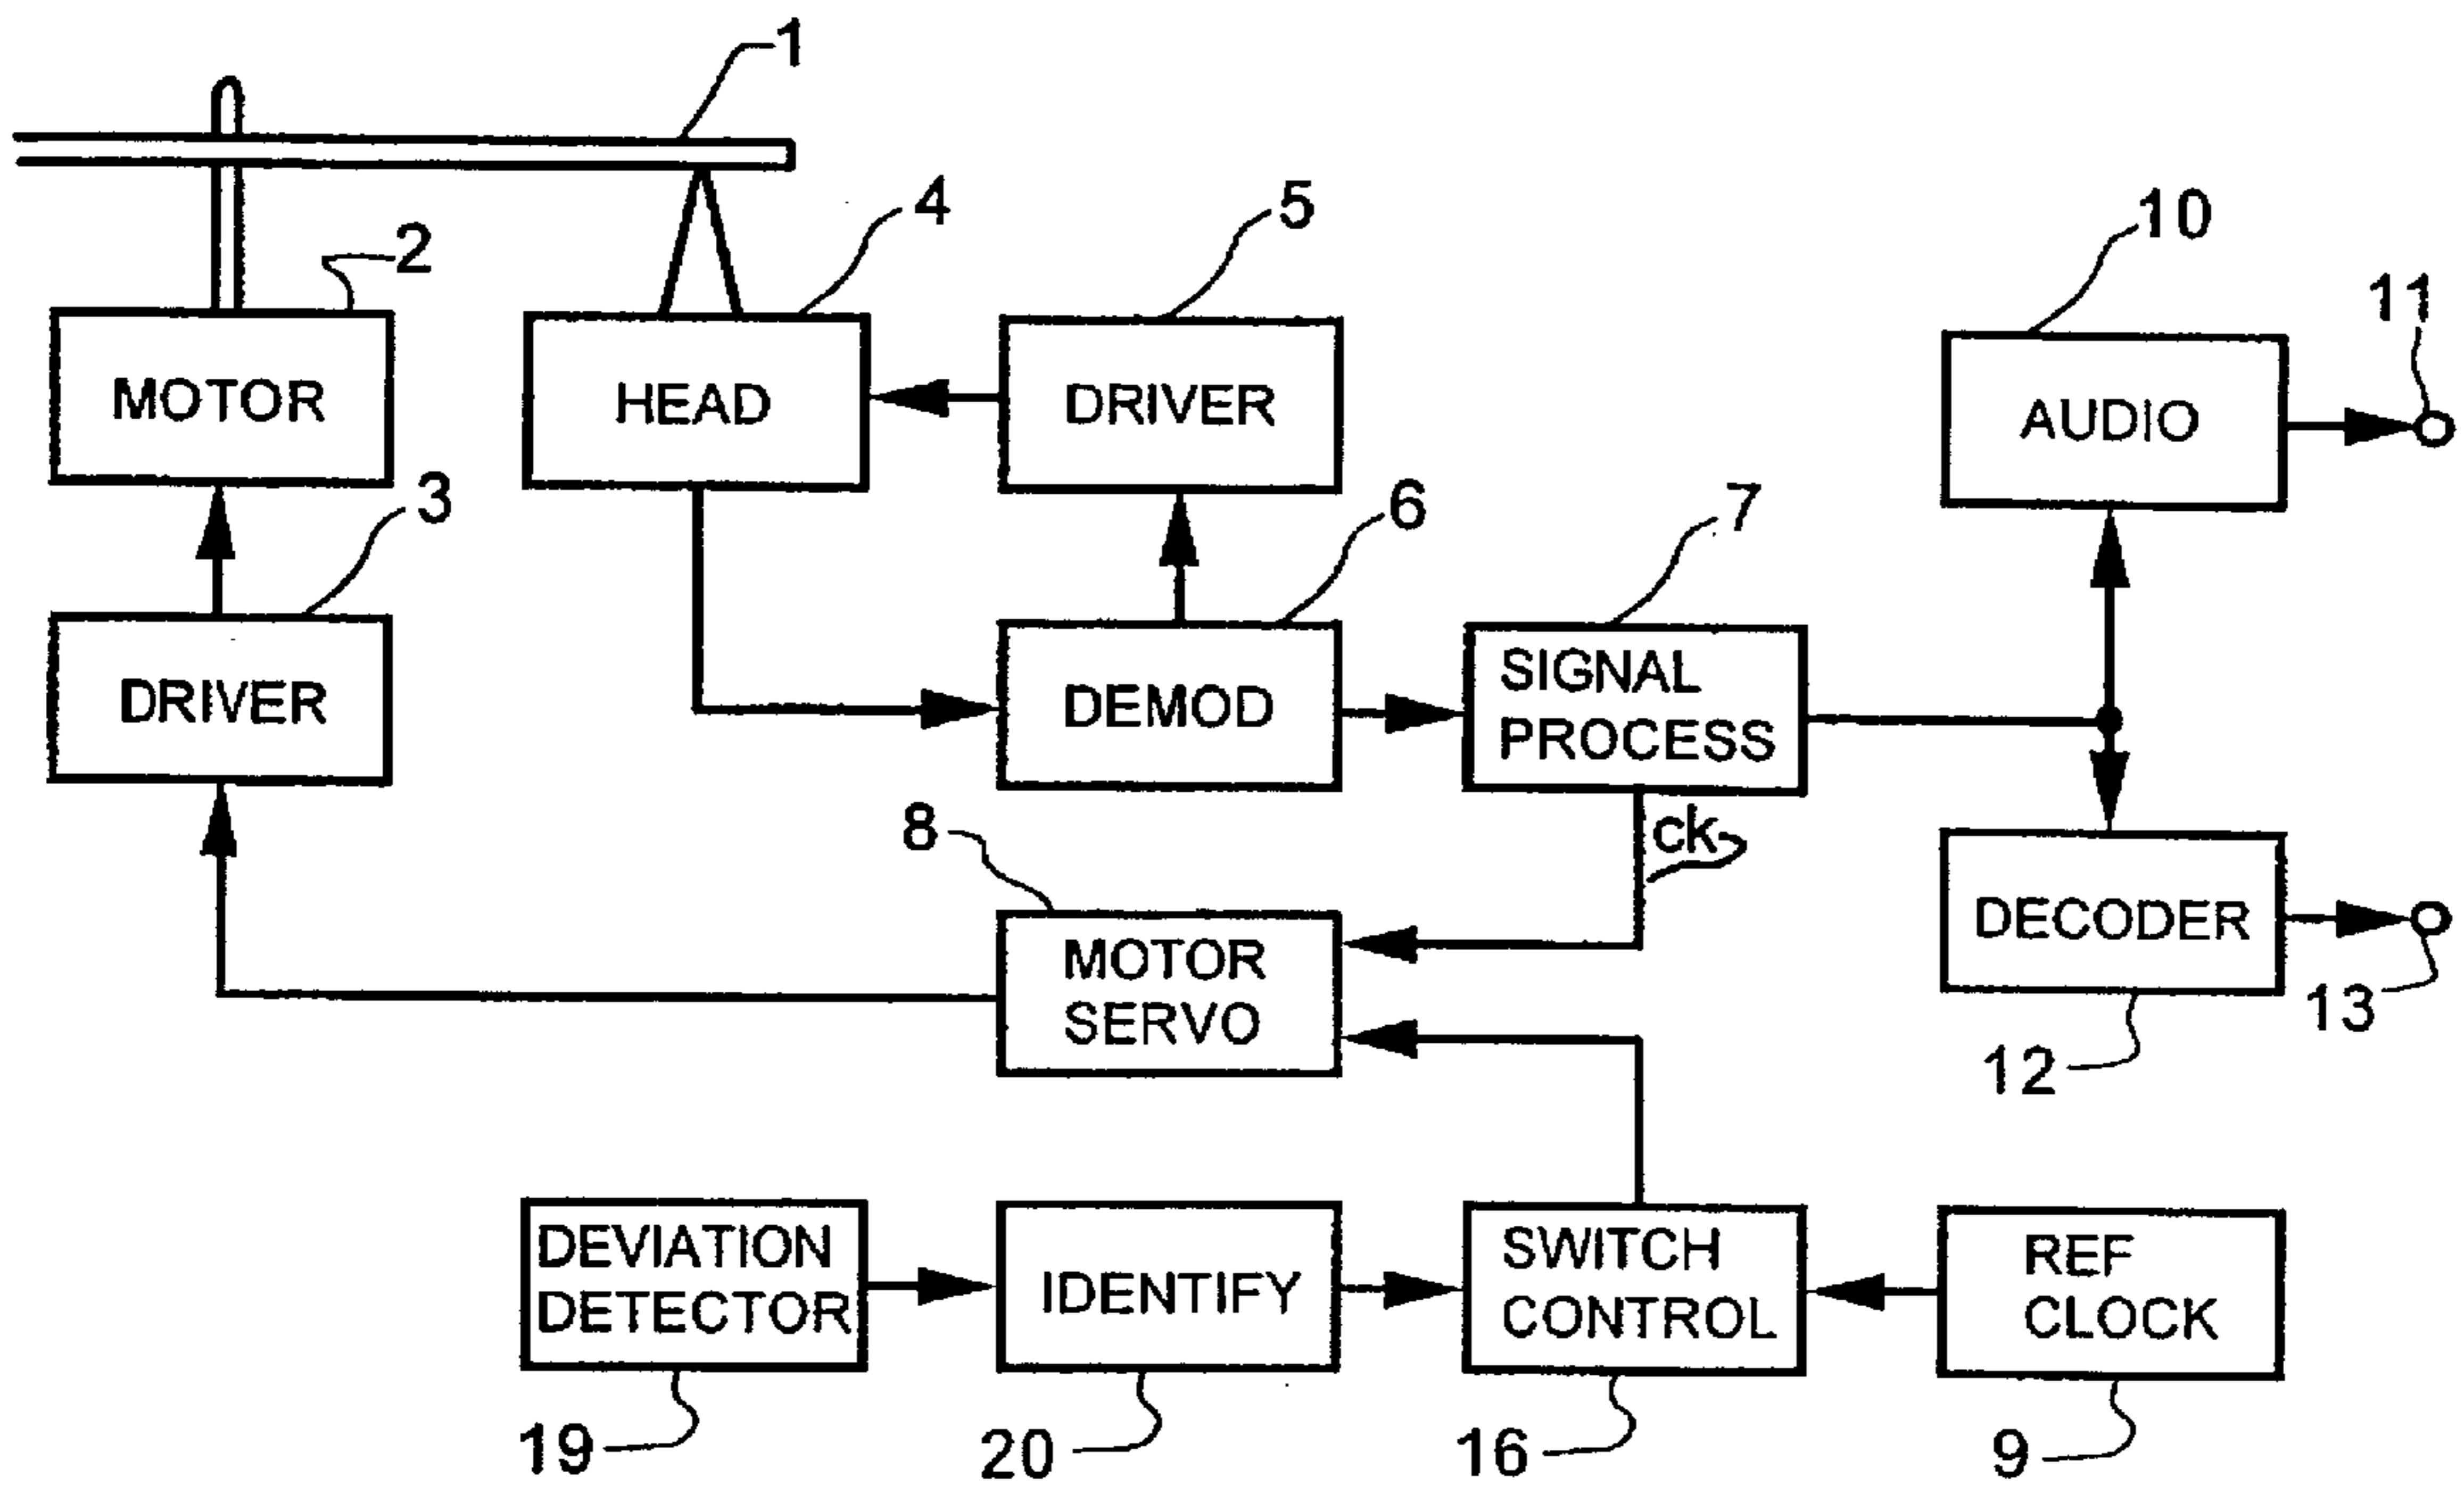 1
2
4
5
10
11
MOTOR
HEAD
DRIVER
AUDIO
3
6
7
DRIVER
DEMOD
SIGNAL
PROCESS
8
ck
MOTOR
SERVO
DECODER
12
13
DEVIATION
DETECTOR
IDENTIFY
SWITCH
CONTROL
REF
CLOCK
19
20
16
9